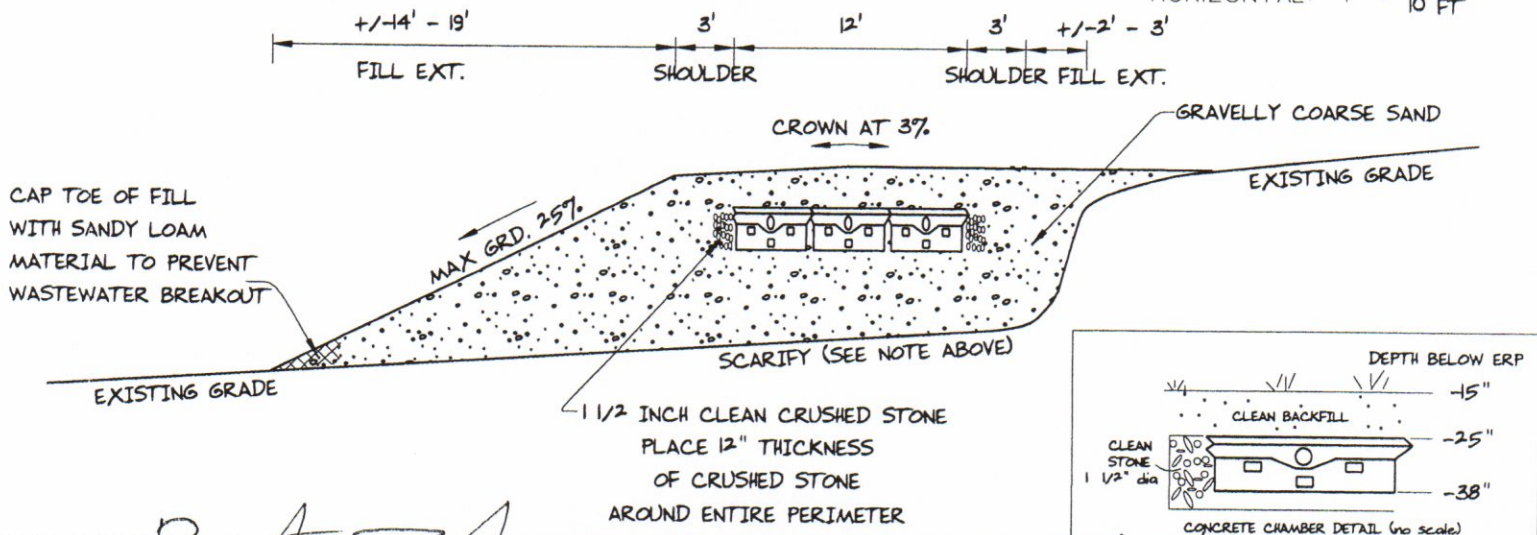 10 FT
+/-14' - 19'
3'
12'
3'
+/-2' - 3'
FILL EXT.
SHOULDER
SHOULDER FILL EXT.
GRAVELLY COARSE SAND
CROWN AT 3%
EXISTING GRADE
CAP TOE OF FILL
WITH SANDY LOAM
MATERIAL TO PREVENT
WASTEWATER BREAKOUT
MAX GRD. 25%
SCARIFY (SEE NOTE ABOVE)
EXISTING GRADE
1 1/2 INCH CLEAN CRUSHED STONE
PLACE 12" THICKNESS
OF CRUSHED STONE
AROUND ENTIRE PERIMETER
DEPTH BELOW ERP
-15"
CLEAN BACKFILL
-25"
CLEAN
STONE
1 1/2" dia
-38"
CONCRETE CHAMBER DETAIL (no scale)